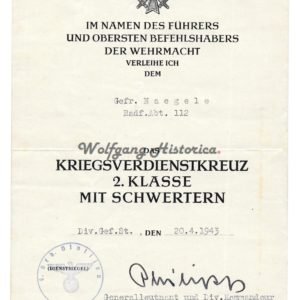 IM NAMEN DES FÜHRERS
UND OBERSTEN BEFEHLSHABERS
DER WEHRMACHT
VERLEIHE ICH
DEM
Gefr. Naegele
Radf.Abt. 112
DAS
Wolfgang Historica.
KRIEGSVERDIENSTKREUZ
2. KLASSE
MIT SCHWERTERN
Div.Gef.St. , DEN 20.4.1943
(DIENSTSIEGEL)
Generalleutnant und Div.